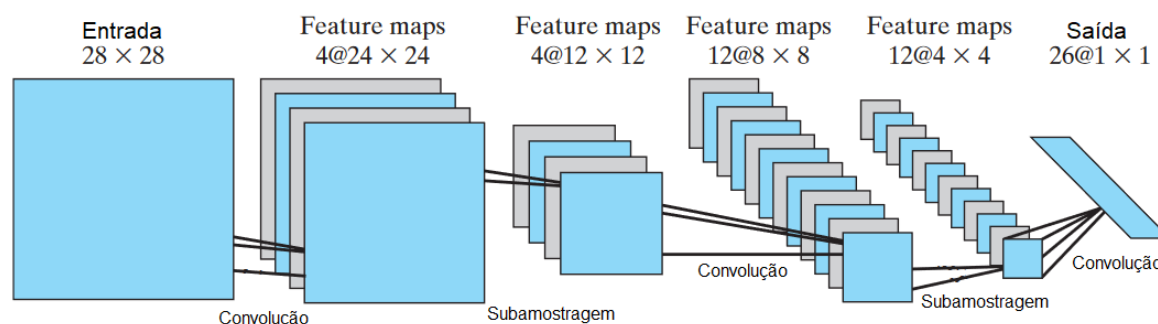 Entrada
28 × 28
Feature maps
4@24 × 24
Feature maps
4@12 × 12
Feature maps
12@8 × 8
Feature maps
12@4 × 4
Saída
26@1 × 1
Convolução
Subamostragem
Convolução
Subamostragem
Convolução